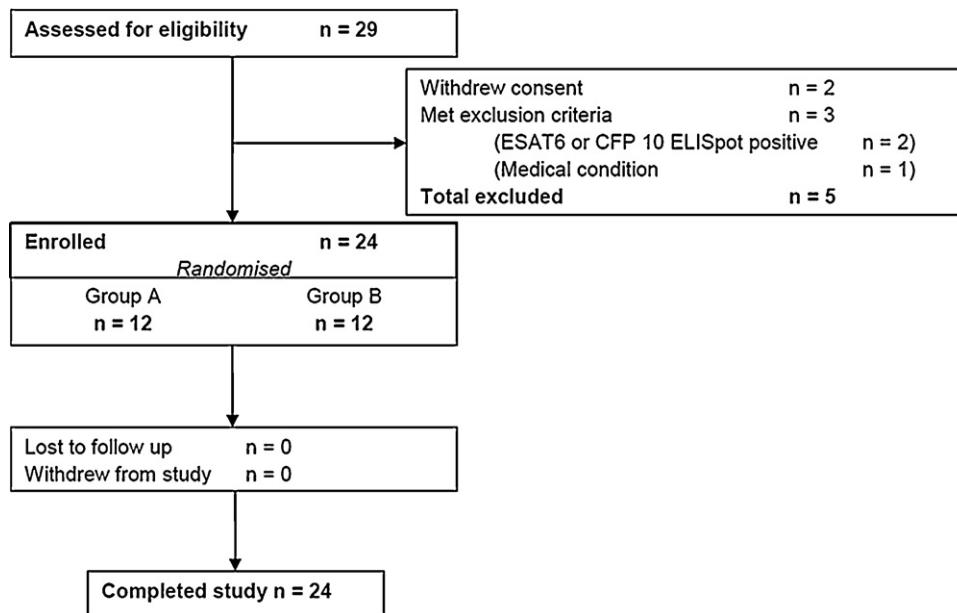 Assessed for eligibility n = 29
Withdrew consent n = 2
Met exclusion criteria n = 3
(ESAT6 or CFP 10 ELISpot positive n = 2)
(Medical condition n = 1)
Total excluded n = 5
Enrolled n = 24
Randomised
Group A Group B
n = 12 n = 12
Lost to follow up n = 0
Withdrew from study n = 0
Completed study n = 24